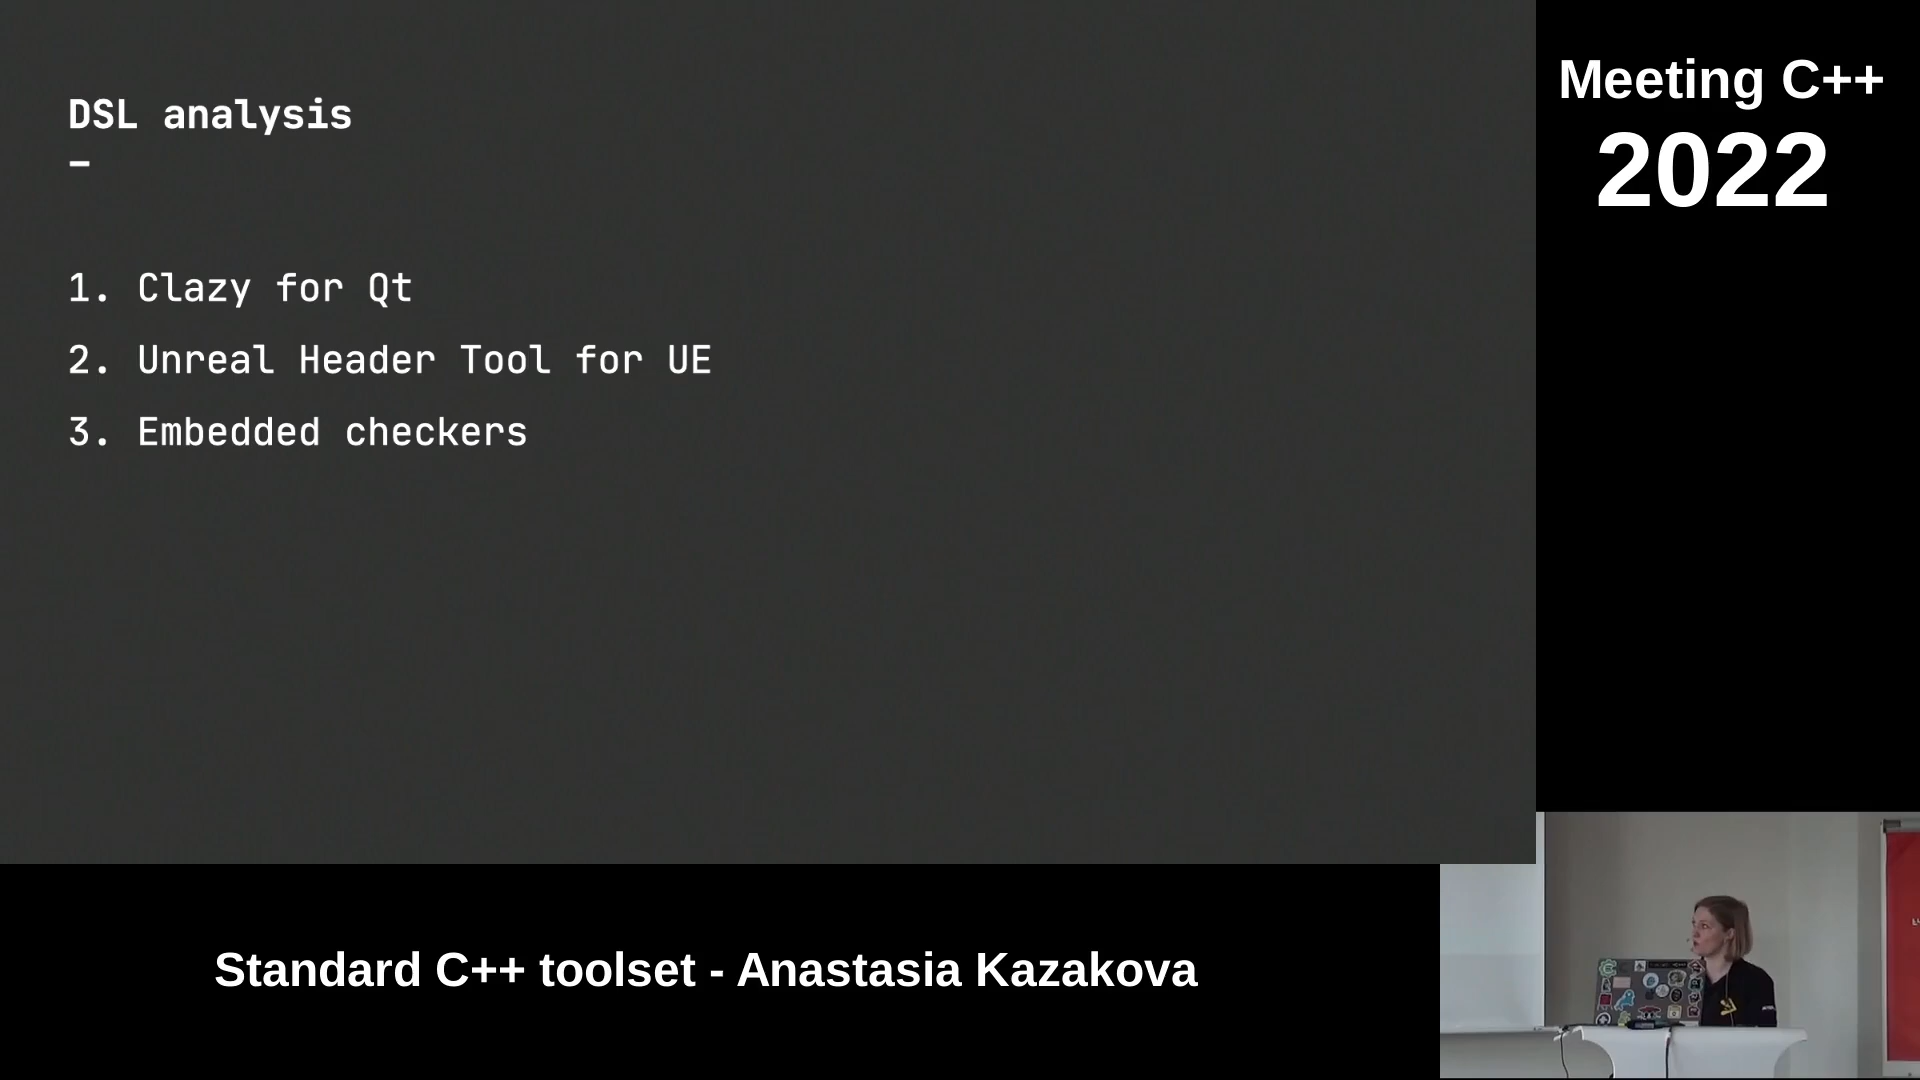 DSL analysis
–
1. Clazy for Qt
2. Unreal Header Tool for UE
3. Embedded checkers
Meeting C++
2022
Standard C++ toolset - Anastasia Kazakova